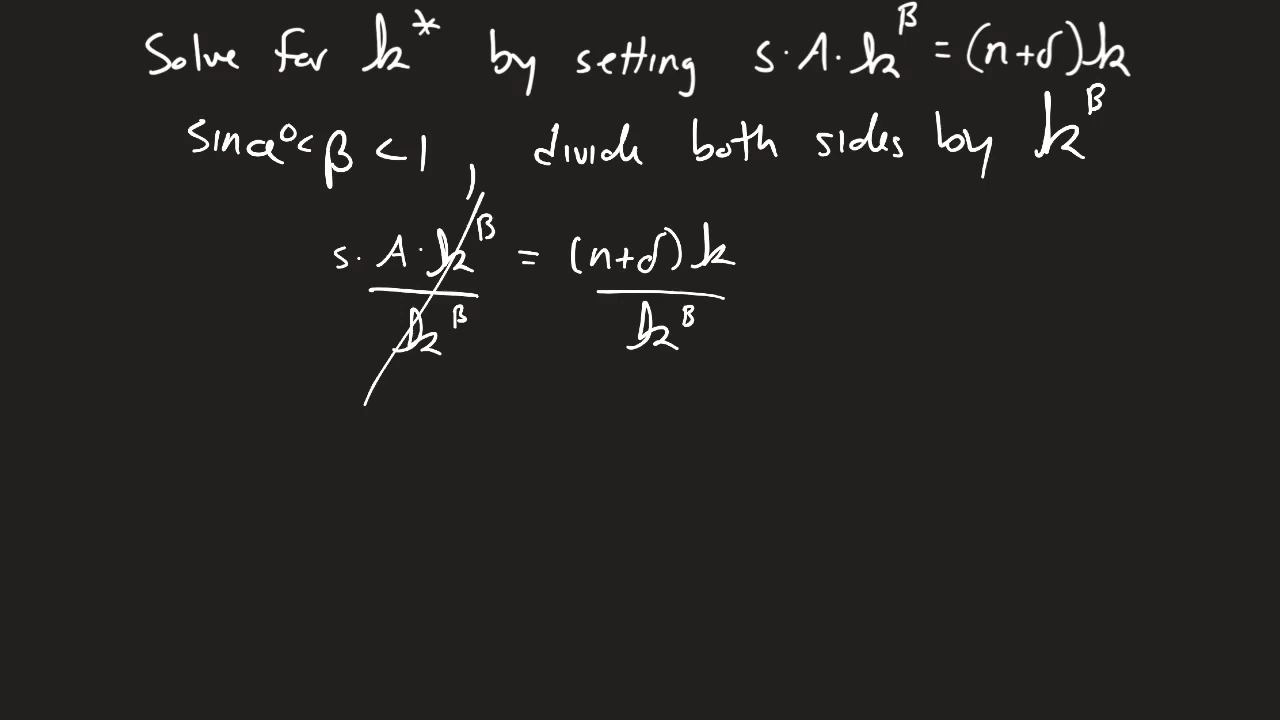 Solve for k* by setting s·A·k^β = (n+δ)k
Since 0< β < 1, divide both sides by k^β
s·A·k^β = (n+δ)k
k^β k^β